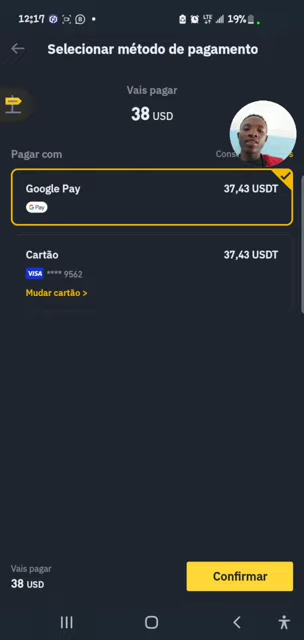 12:17
LTE
19%
Selecionar método de pagamento
Vais pagar
38 USD
Pagar com
Google Pay
37,43 USDT
G Pay
Cartão
37,43 USDT
VISA **** 9562
Mudar cartão >
Vais pagar
38 USD
Confirmar